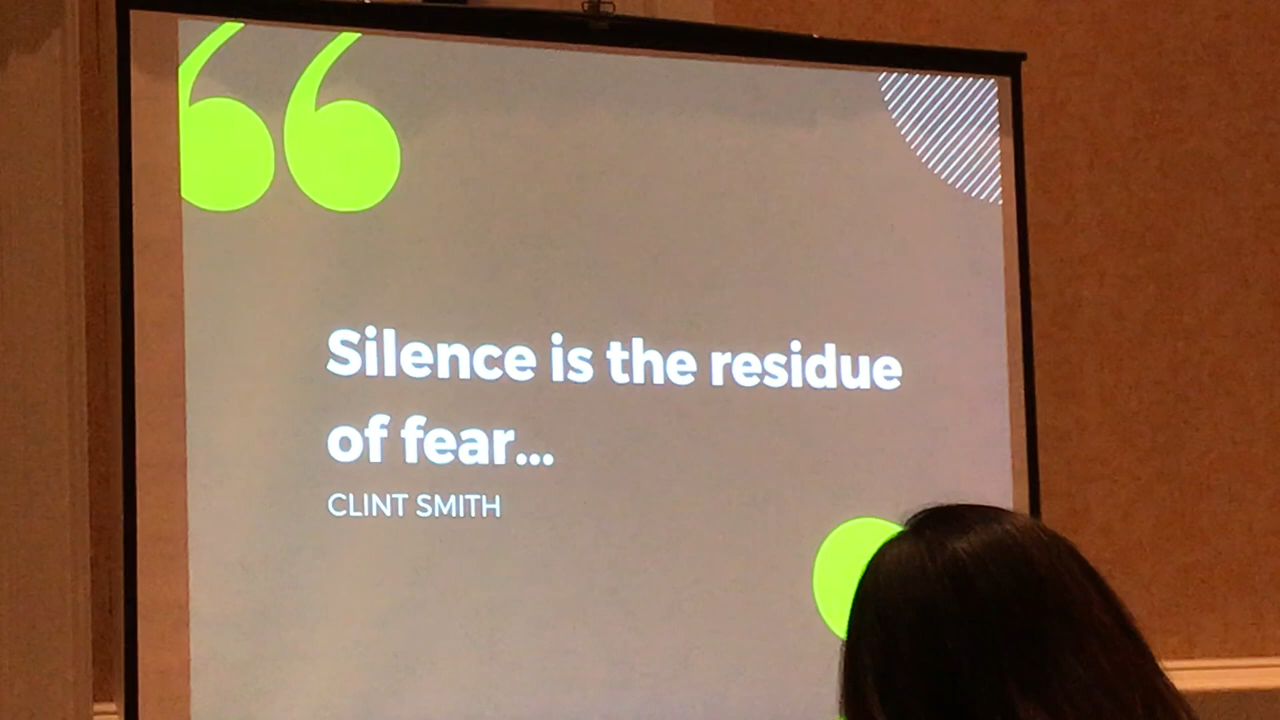 “
Silence is the residue
of fear...
CLINT SMITH